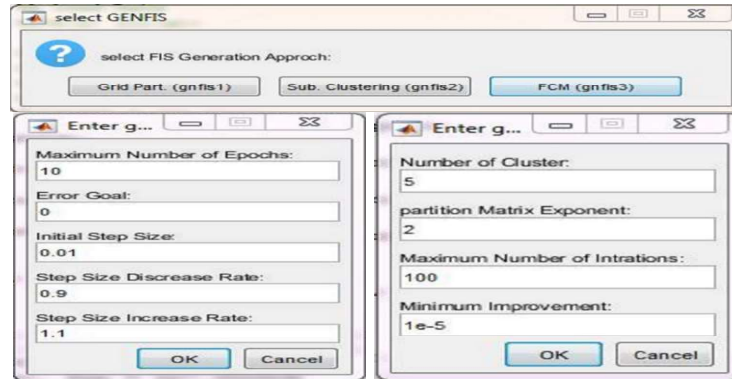 select GENFIS
select FIS Generation Approch:
Grid Part. (gnfis1)
Sub. Clustering (gnfis2)
FCM (gnfis3)
Enter g...
Maximum Number of Epochs:
10
Error Goal:
0
Initial Step Size:
0.01
Step Size Discrease Rate:
0.9
Step Size Increase Rate:
1.1
OK
Cancel
Enter g...
Number of Cluster:
5
partition Matrix Exponent:
2
Maximum Number of Intrations:
100
Minimum Improvement:
1e-5
OK
Cancel